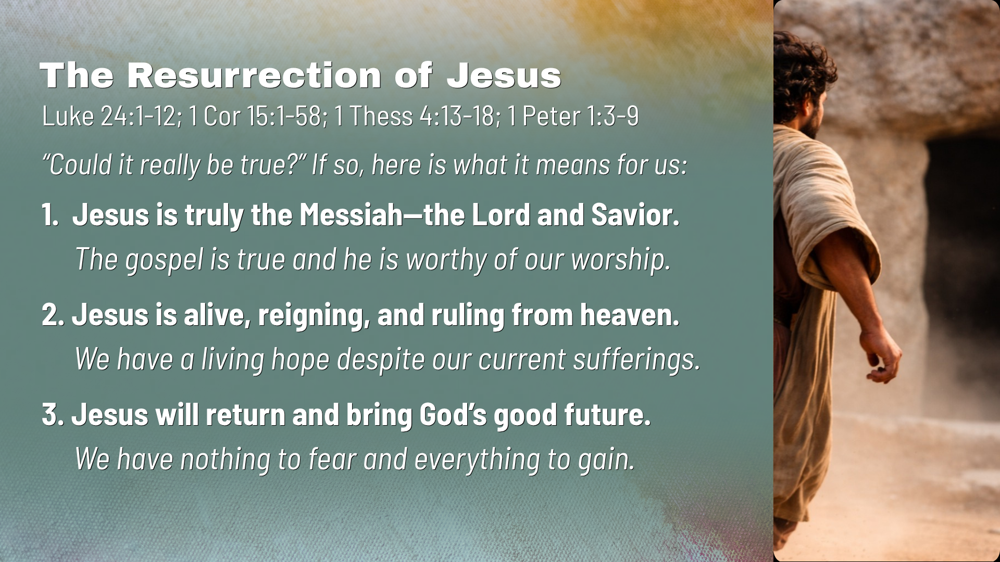 The Resurrection of Jesus
Luke 24:1-12; 1 Cor 15:1-58; 1 Thess 4:13-18; 1 Peter 1:3-9
“Could it really be true?” If so, here is what it means for us:
1. Jesus is truly the Messiah—the Lord and Savior.
The gospel is true and he is worthy of our worship.
2. Jesus is alive, reigning, and ruling from heaven.
We have a living hope despite our current sufferings.
3. Jesus will return and bring God’s good future.
We have nothing to fear and everything to gain.